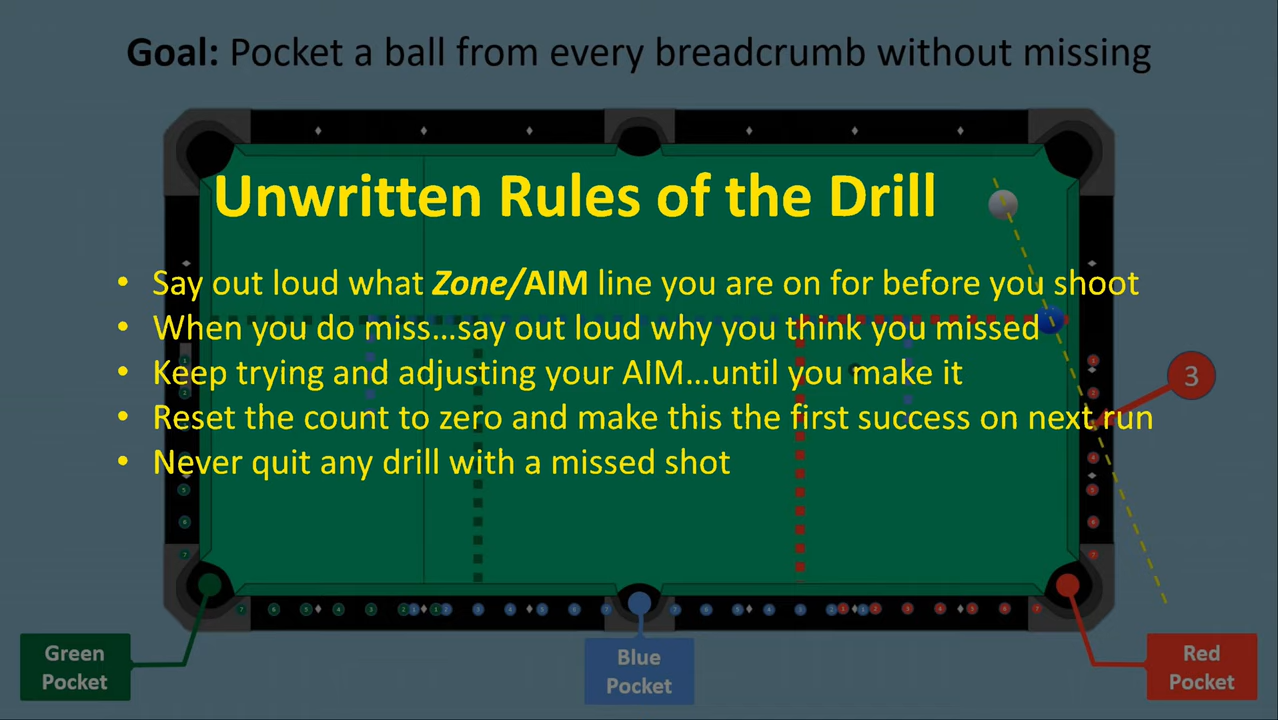 Goal: Pocket a ball from every breadcrumb without missing
Unwritten Rules of the Drill
• Say out loud what Zone/AIM line you are on for before you shoot
• When you do miss...say out loud why you think you missed
• Keep trying and adjusting your AIM...until you make it
3
• Reset the count to zero and make this the first success on next run
• Never quit any drill with a missed shot
Green
Pocket
Blue
Pocket
Red
Pocket